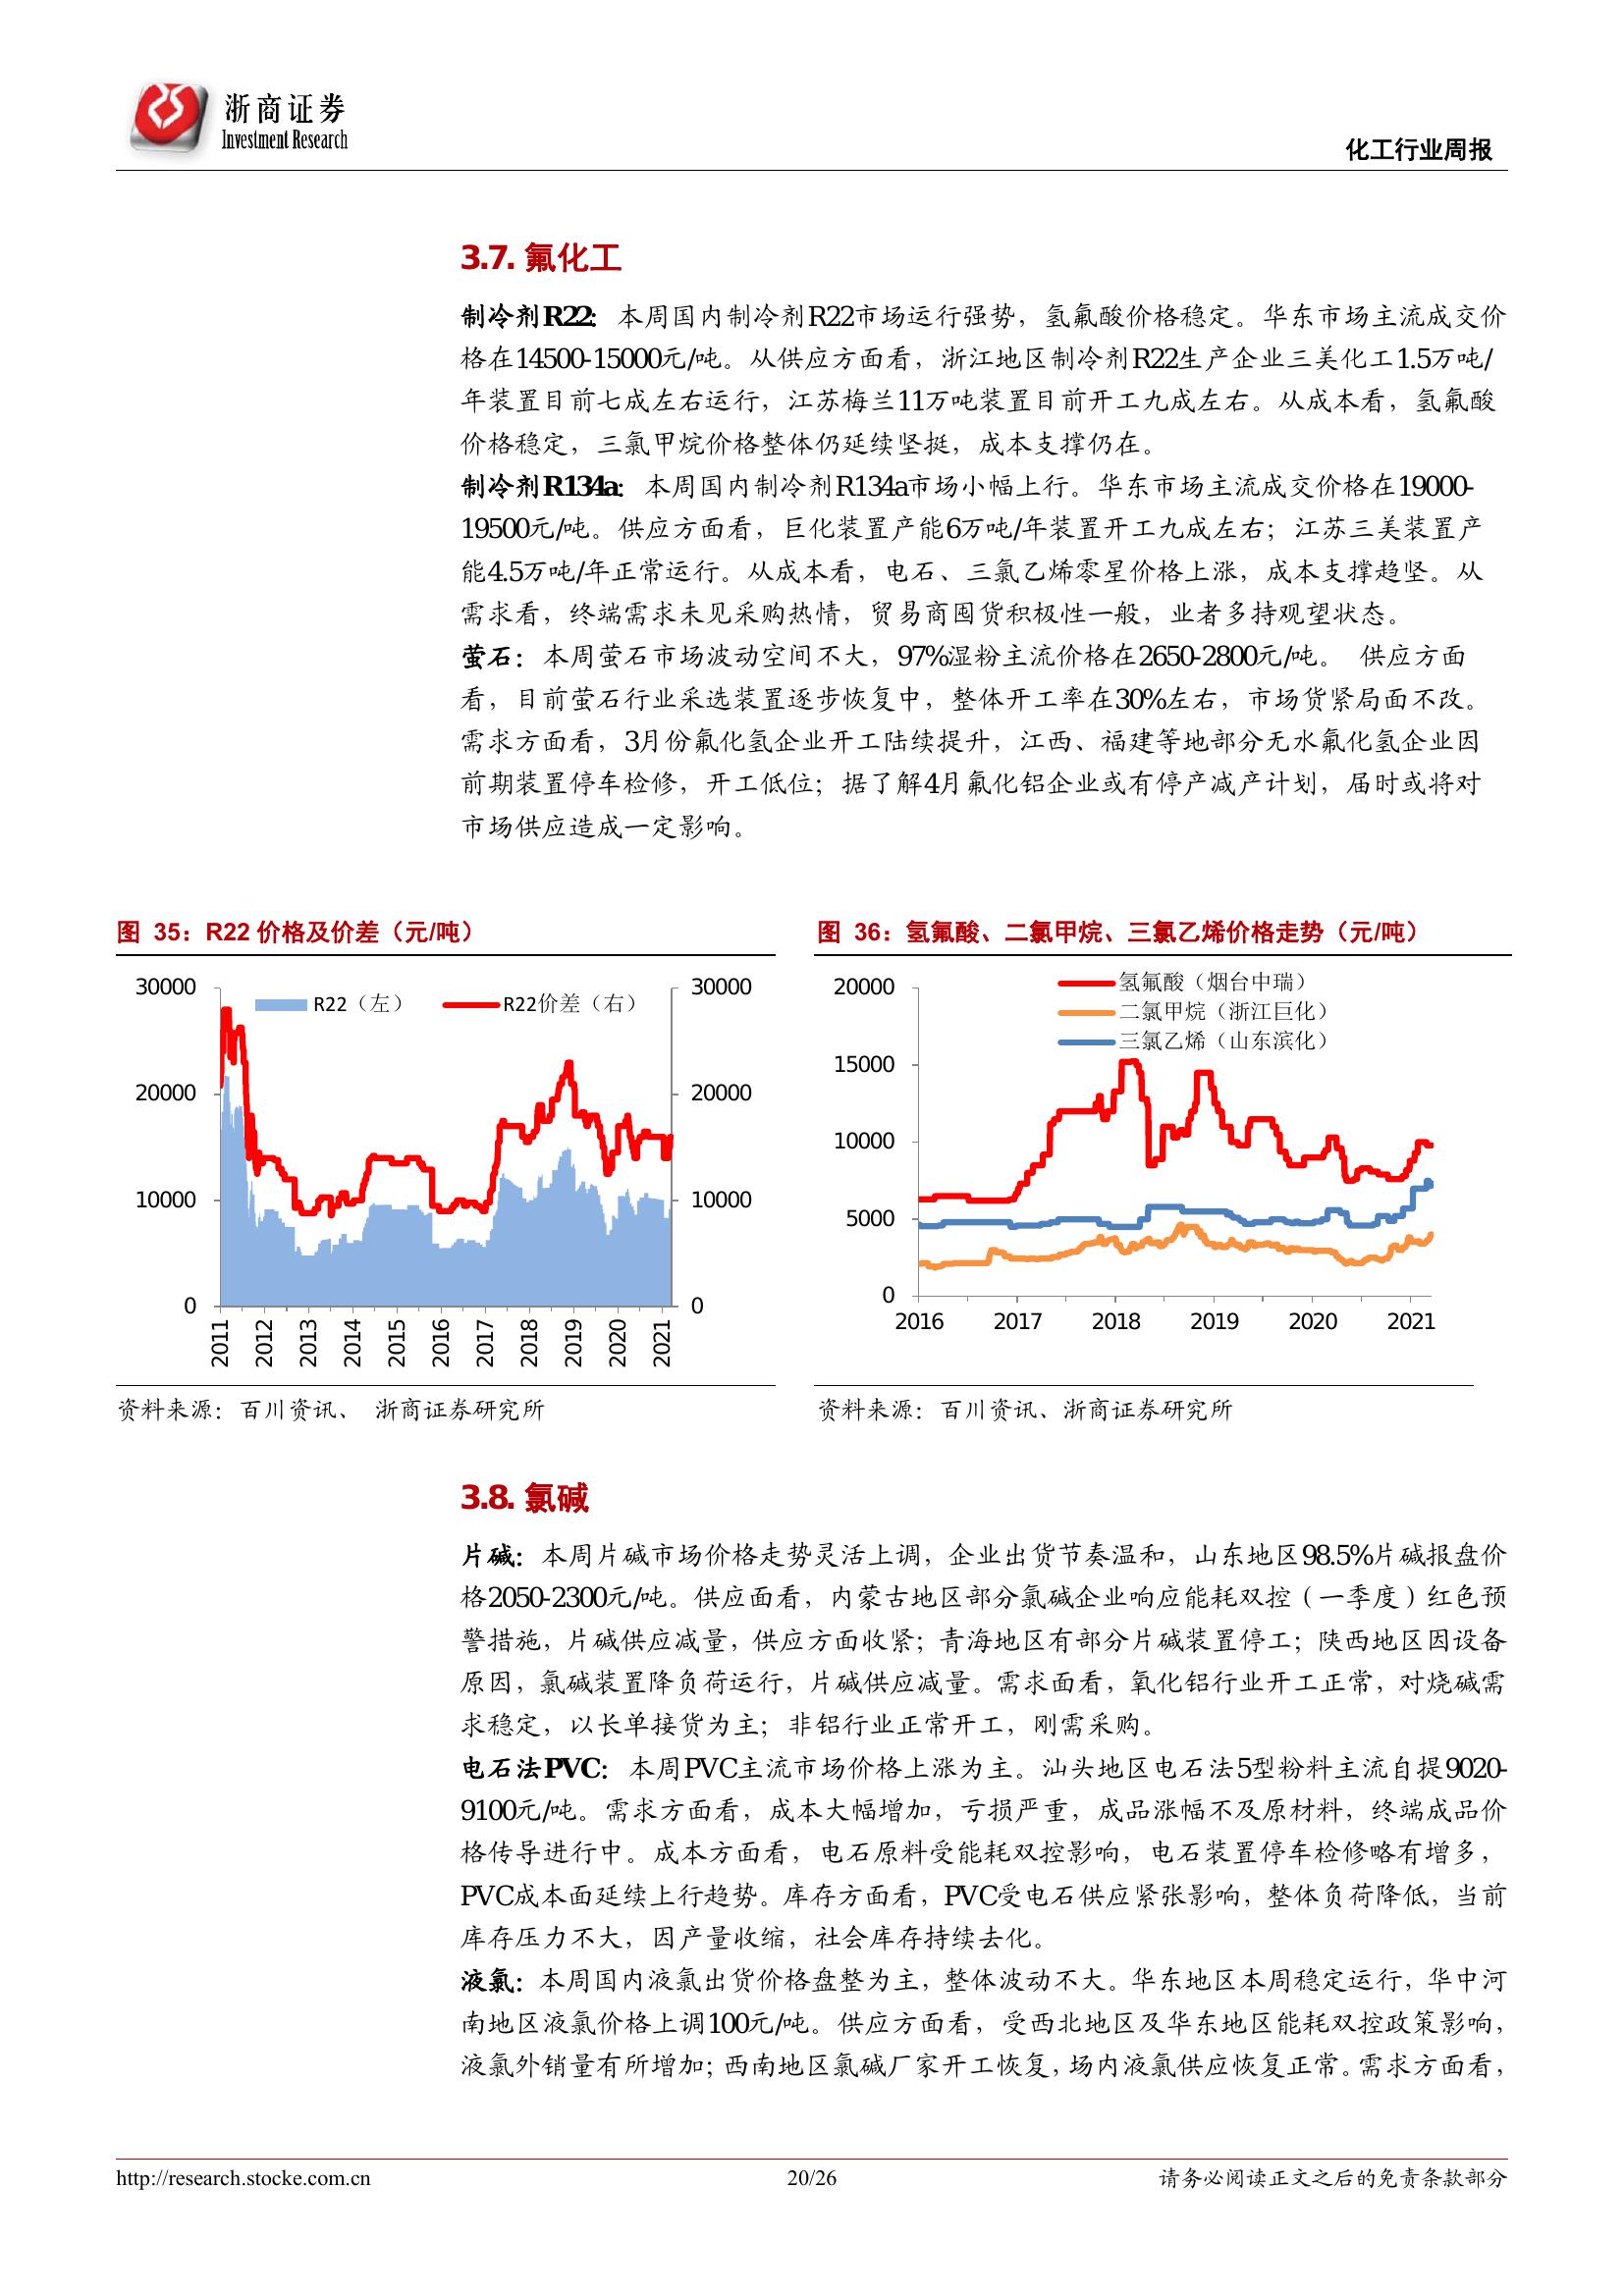 浙商证券
Investment Research
化工行业周报
3.7. 氟化工
制冷剂R22：本周国内制冷剂R22市场运行强势，氢氟酸价格稳定。华东市场主流成交价
格在14500-15000元/吨。从供应方面看，浙江地区制冷剂R22生产企业三美化工1.5万吨/
年装置目前七成左右运行，江苏梅兰11万吨装置目前开工九成左右。从成本看，氢氟酸
价格稳定，三氯甲烷价格整体仍延续坚挺，成本支撑仍在。
制冷剂R134a：本周国内制冷剂R134a市场小幅上行。华东市场主流成交价格在19000-
19500元/吨。供应方面看，巨化装置产能6万吨/年装置开工九成左右；江苏三美装置产
能4.5万吨/年正常运行。从成本看，电石、三氯乙烯零星价格上涨，成本支撑趋坚。从
需求看，终端需求未见采购热情，贸易商囤货积极性一般，业者多持观望状态。
萤石：本周萤石市场波动空间不大，97%湿粉主流价格在2650-2800元/吨。 供应方面
看，目前萤石行业采选装置逐步恢复中，整体开工率在30%左右，市场货紧局面不改。
需求方面看，3月份氟化氢企业开工陆续提升，江西、福建等地部分无水氟化氢企业因
前期装置停车检修，开工低位；据了解4月氟化铝企业或有停产减产计划，届时或将对
市场供应造成一定影响。
图 35：R22 价格及价差（元/吨）
30000
20000
10000
0
R22（左）
R22价差（右）
30000
20000
10000
0
2011 2012 2013 2014 2015 2016 2017 2018 2019 2020 2021
资料来源：百川资讯、 浙商证券研究所
图 36：氢氟酸、二氯甲烷、三氯乙烯价格走势（元/吨）
氢氟酸（烟台中瑞）
二氯甲烷（浙江巨化）
三氯乙烯（山东滨化）
20000
15000
10000
5000
0
2016 2017 2018 2019 2020 2021
资料来源：百川资讯、浙商证券研究所
3.8. 氯碱
片碱：本周片碱市场价格走势灵活上调，企业出货节奏温和，山东地区98.5%片碱报盘价
格2050-2300元/吨。供应面看，内蒙古地区部分氯碱企业响应能耗双控（一季度）红色预
警措施，片碱供应减量，供应方面收紧；青海地区有部分片碱装置停工；陕西地区因设备
原因，氯碱装置降负荷运行，片碱供应减量。需求面看，氧化铝行业开工正常，对烧碱需
求稳定，以长单接货为主；非铝行业正常开工，刚需采购。
电石法PVC：本周PVC主流市场价格上涨为主。汕头地区电石法5型粉料主流自提9020-
9100元/吨。需求方面看，成本大幅增加，亏损严重，成品涨幅不及原材料，终端成品价
格传导进行中。成本方面看，电石原料受能耗双控影响，电石装置停车检修略有增多，
PVC成本面延续上行趋势。库存方面看，PVC受电石供应紧张影响，整体负荷降低，当前
库存压力不大，因产量收缩，社会库存持续去化。
液氯：本周国内液氯出货价格盘整为主，整体波动不大。华东地区本周稳定运行，华中河
南地区液氯价格上调100元/吨。供应方面看，受西北地区及华东地区能耗双控政策影响，
液氯外销量有所增加；西南地区氯碱厂家开工恢复，场内液氯供应恢复正常。需求方面看，
http://research.stocke.com.cn
20/26
请务必阅读正文之后的免责条款部分